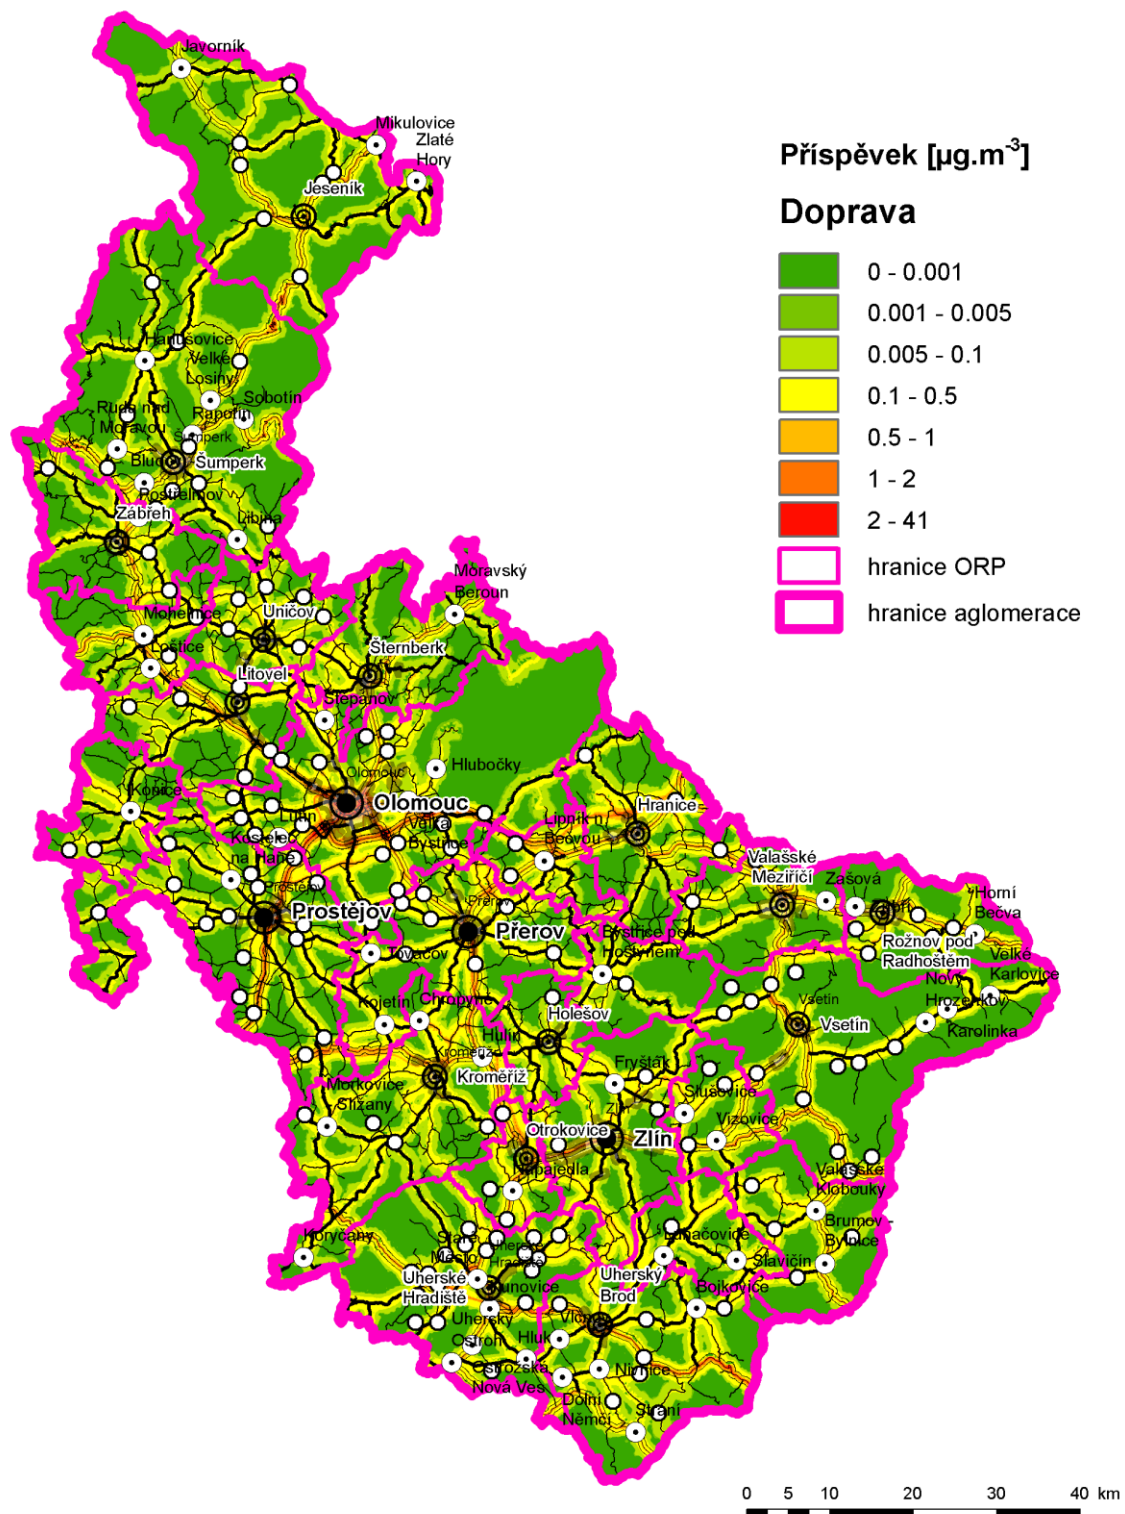 Javorník
Mikulovice
Zlaté
Hory
Jeseník
Příspěvek [µg.m-3]
Doprava
0 - 0.001
0.001 - 0.005
0.005 - 0.1
0.1 - 0.5
0.5 - 1
1 - 2
2 - 41
hranice ORP
hranice aglomerace
Hanušovice
Velké
Losiny
Sobotín
Ruda nad
Moravou
Rapotín
Šumperk
Šumperk
Postřelmov
Zábřeh
Libina
Moravský
Beroun
Mohelnice
Uničov
Loštice
Šternberk
Litovel
Štěpánov
Hlubočky
Olomouc
Olomouc
Konice
Lutín
Velká
Bystřice
Kostelec
na Hané
Lipník n.
Bečvou
Hranice
Valašské
Meziříčí
Zašová
Horní
Bečva
Prostějov
Prostějov
Přerov
Přerov
Rožnov pod
Radhoštěm
Bystřice pod
Hostýnem
Tovačov
Velké
Karlovice
Nový
Hrozenkov
Karolinka
Kojetín
Chropyně
Holešov
Vsetín
Vsetín
Hulín
Kroměříž
Kroměříž
Fryšták
Morkovice
Slížany
Slušovice
Vizovice
Otrokovice
Zlín
Napajedla
Valašské
Klobouky
Brumov -
Bylnice
Koryčany
Staré
Město
Uherské
Hradiště
Uherské
Hradiště
Kunovice
Luhačovice
Slavičín
Uherský
Brod
Bojkovice
Uherský
Ostroh
Vlčnov
Hluk
Ostrožská
Nová Ves
Nivnice
Dolní
Němčí
Strání
0 5 10 20 30 40 km